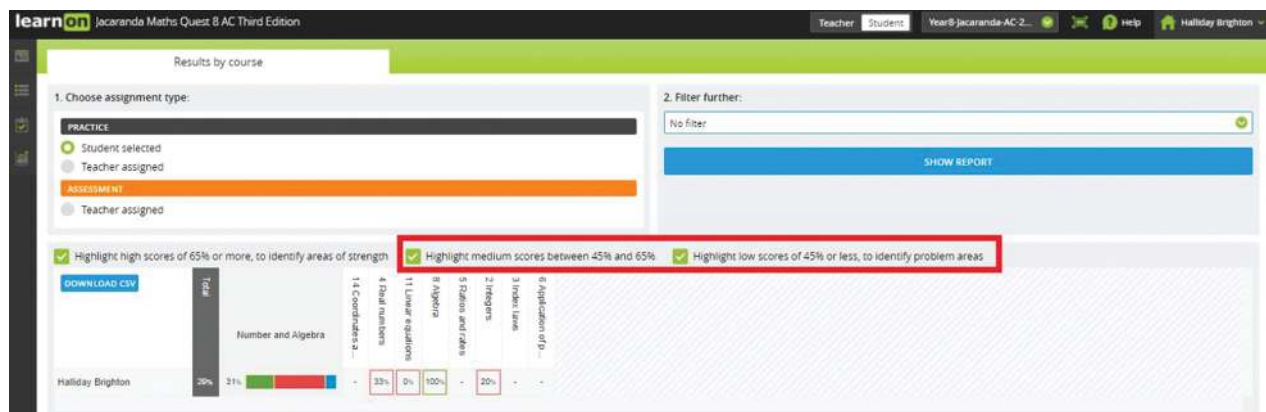 learnon Jacaranda Maths Quest 8 AC Third Edition
Teacher Student Year8-Jacaranda-AC-2... Help Halliday Brighton
Results by course
1. Choose assignment type:
PRACTICE
Student selected
Teacher assigned
ASSESSMENT
Teacher assigned
2. Filter further:
No filter
SHOW REPORT
Highlight high scores of 65% or more, to identify areas of strength Highlight medium scores between 45% and 65% Highlight low scores of 45% or less, to identify problem areas
DOWNLOAD CSV
Total
Number and Algebra
14 Coordinates a...
4 Real numbers
11 Linear equations
8 Algebra
5 Ratios and rates
2 Integers
3 Index laws
6 Application of p...
Halliday Brighton 29% 31% - 33% 0% 100% - 20% - -